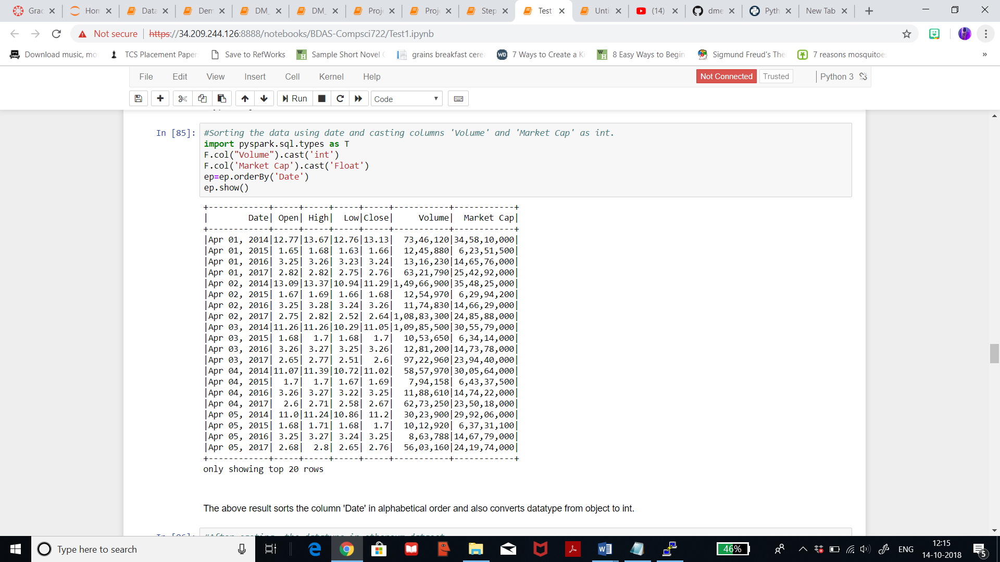 Grac
Hom
Data
Dem
DM_
DM_
Proj
Proj
Step
Test
Unti
(14)
dme
Pyth
New Tab
Not secure
https://34.209.244.126:8888/notebooks/BDAS-Compsci722/Test1.ipynb
Download music, mo
TCS Placement Paper
Save to RefWorks
Sample Short Novel
grains breakfast cere
7 Ways to Create a Ki
8 Easy Ways to Begin
Sigmund Freud's The
7 reasons mosquitoe
»
File Edit View Insert Cell Kernel Help
Not Connected Trusted Python 3
Run Code
In [85]: #Sorting the data using date and casting columns 'Volume' and 'Market Cap' as int.
import pyspark.sql.types as T
F.col("Volume").cast('int')
F.col('Market Cap').cast('Float')
ep=ep.orderBy('Date')
ep.show()
+------------+-----+-----+-----+-----+-----------+------------+
|        Date| Open| High|  Low|Close|     Volume|  Market Cap|
+------------+-----+-----+-----+-----+-----------+------------+
|Apr 01, 2014|12.77|13.67|12.76|13.13|  73,46,120|34,58,10,000|
|Apr 01, 2015| 1.65| 1.68| 1.63| 1.66|  12,45,880| 6,23,51,500|
|Apr 01, 2016| 3.25| 3.26| 3.23| 3.24|  13,16,230|14,65,76,000|
|Apr 01, 2017| 2.82| 2.82| 2.75| 2.76|  63,21,790|25,42,92,000|
|Apr 02, 2014|13.09|13.37|10.94|11.29|1,49,66,900|35,48,25,000|
|Apr 02, 2015| 1.67| 1.69| 1.66| 1.68|  12,54,970| 6,29,94,200|
|Apr 02, 2016| 3.25| 3.28| 3.24| 3.26|  11,74,830|14,66,29,000|
|Apr 02, 2017| 2.75| 2.82| 2.52| 2.64|1,08,83,300|24,85,88,000|
|Apr 03, 2014|11.26|11.26|10.29|11.05|1,09,85,500|30,55,79,000|
|Apr 03, 2015| 1.68|  1.7| 1.68|  1.7|  10,53,650| 6,34,14,000|
|Apr 03, 2016| 3.26| 3.27| 3.25| 3.26|  12,81,200|14,73,78,000|
|Apr 03, 2017| 2.65| 2.77| 2.51|  2.6|  97,22,960|23,94,40,000|
|Apr 04, 2014|11.07|11.39|10.72|11.02|  58,57,970|30,05,64,000|
|Apr 04, 2015|  1.7|  1.7| 1.67| 1.69|   7,94,158| 6,43,37,500|
|Apr 04, 2016| 3.26| 3.27| 3.22| 3.25|  11,88,610|14,74,22,000|
|Apr 04, 2017|  2.6| 2.71| 2.58| 2.67|  62,73,250|23,50,18,000|
|Apr 05, 2014| 11.0|11.24|10.86| 11.2|  30,23,900|29,92,06,000|
|Apr 05, 2015| 1.68| 1.71| 1.68|  1.7|  10,12,920| 6,37,31,100|
|Apr 05, 2016| 3.25| 3.27| 3.24| 3.25|   8,63,788|14,67,79,000|
|Apr 05, 2017| 2.68|  2.8| 2.65| 2.76|  56,03,160|24,19,74,000|
+------------+-----+-----+-----+-----+-----------+------------+
only showing top 20 rows
The above result sorts the column 'Date' in alphabetical order and also converts datatype from object to int.
Type here to search
46%
ENG
12:15
14-10-2018
5